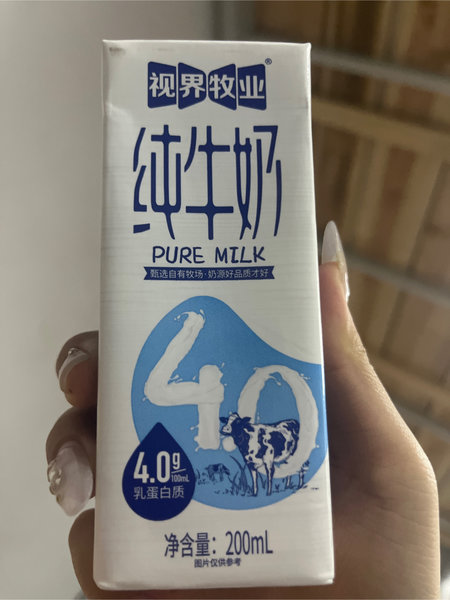 视界牧业®
纯牛奶
PURE MILK
甄选自有牧场·奶源好品质才好
4.0
4.0g/100mL
乳蛋白质
净含量：200mL
图片仅供参考